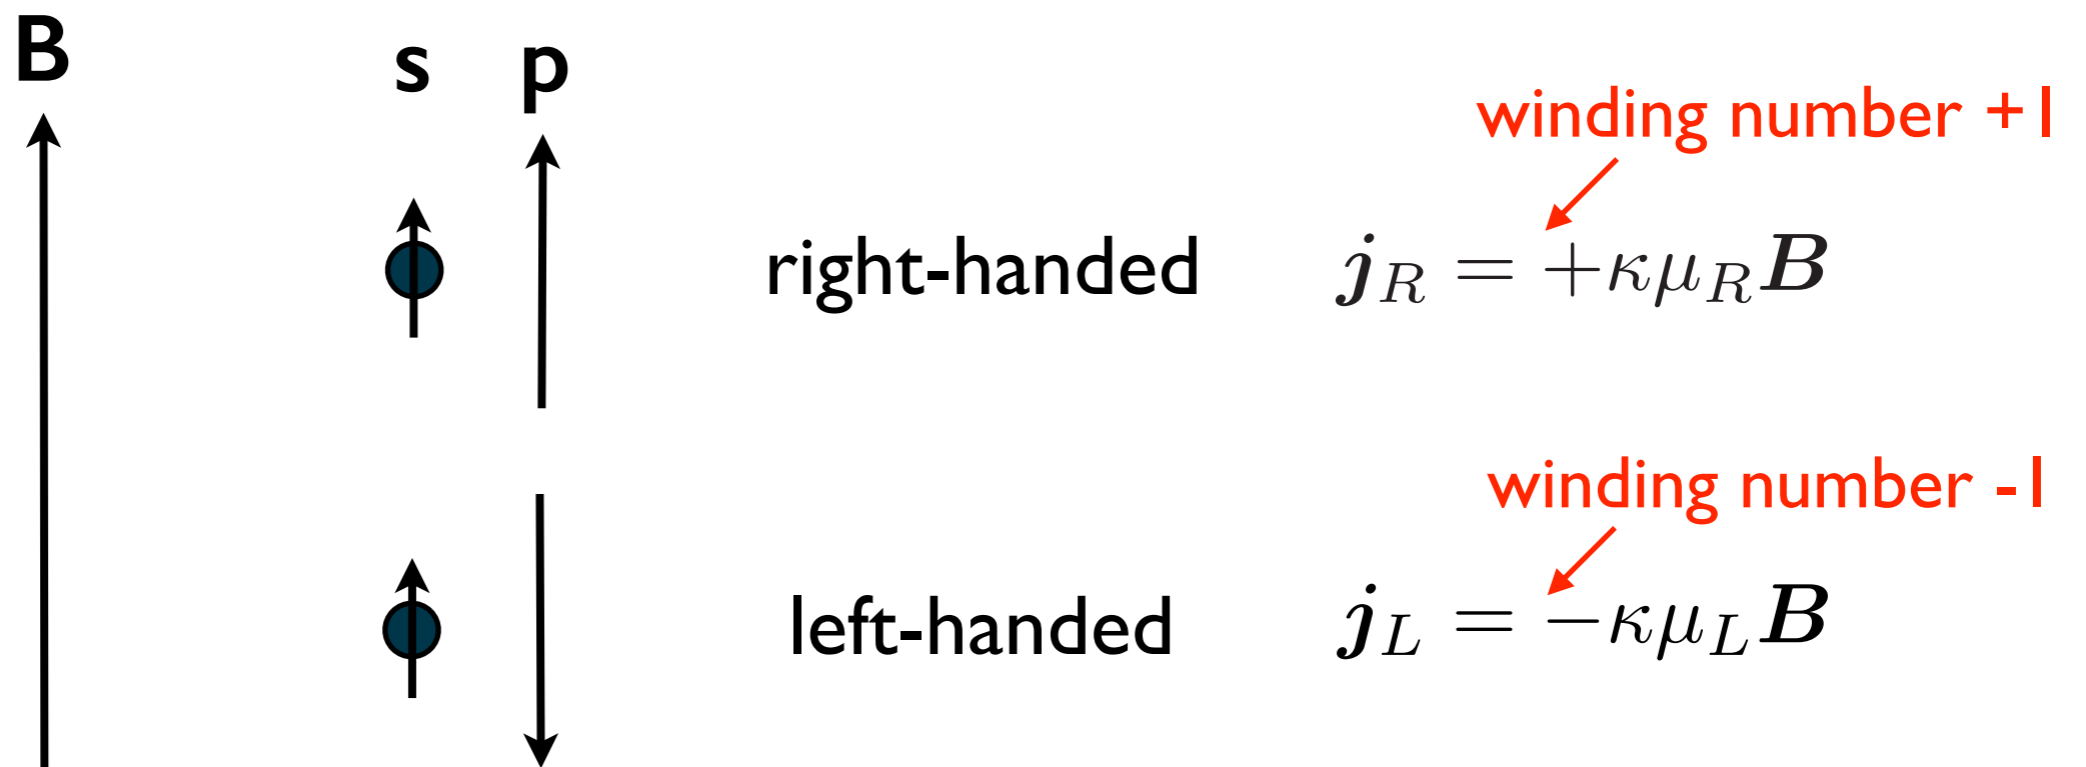 B
s p
winding number +1
right-handed j_R = +κμ_R B
winding number -1
left-handed j_L = −κμ_L B